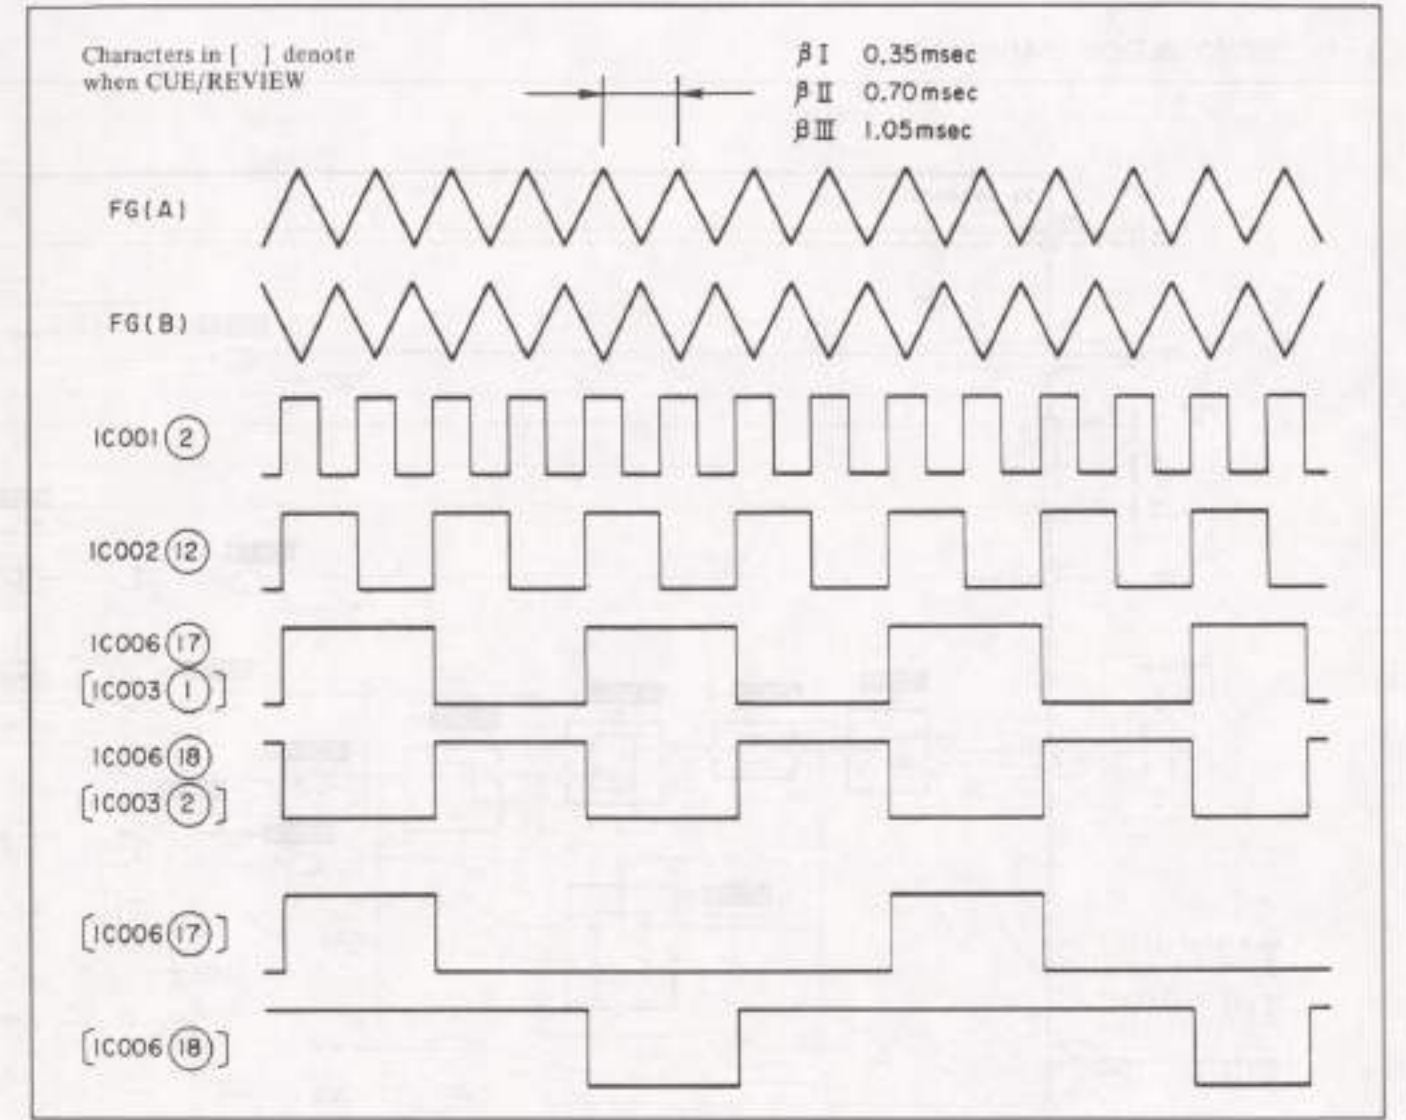 Characters in [ ] denote
when CUE/REVIEW
βI 0.35msec
βII 0.70msec
βIII 1.05msec
FG(A)
FG(B)
IC001 ②
IC002 ⑫
IC006 ⑰
[IC003 ①]
IC006 ⑱
[IC003 ②]
[IC006 ⑰]
[IC006 ⑱]